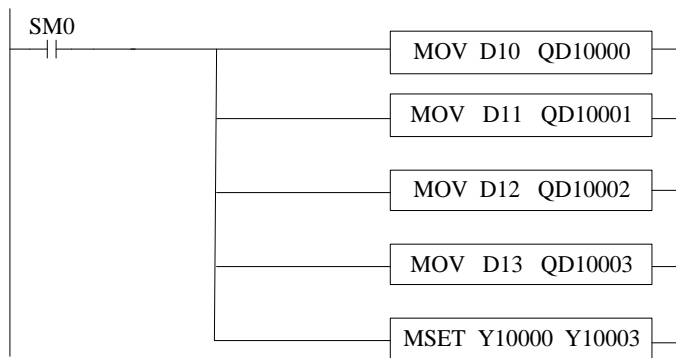 SM0
MOV D10 QD10000
MOV D11 QD10001
MOV D12 QD10002
MOV D13 QD10003
MSET Y10000 Y10003